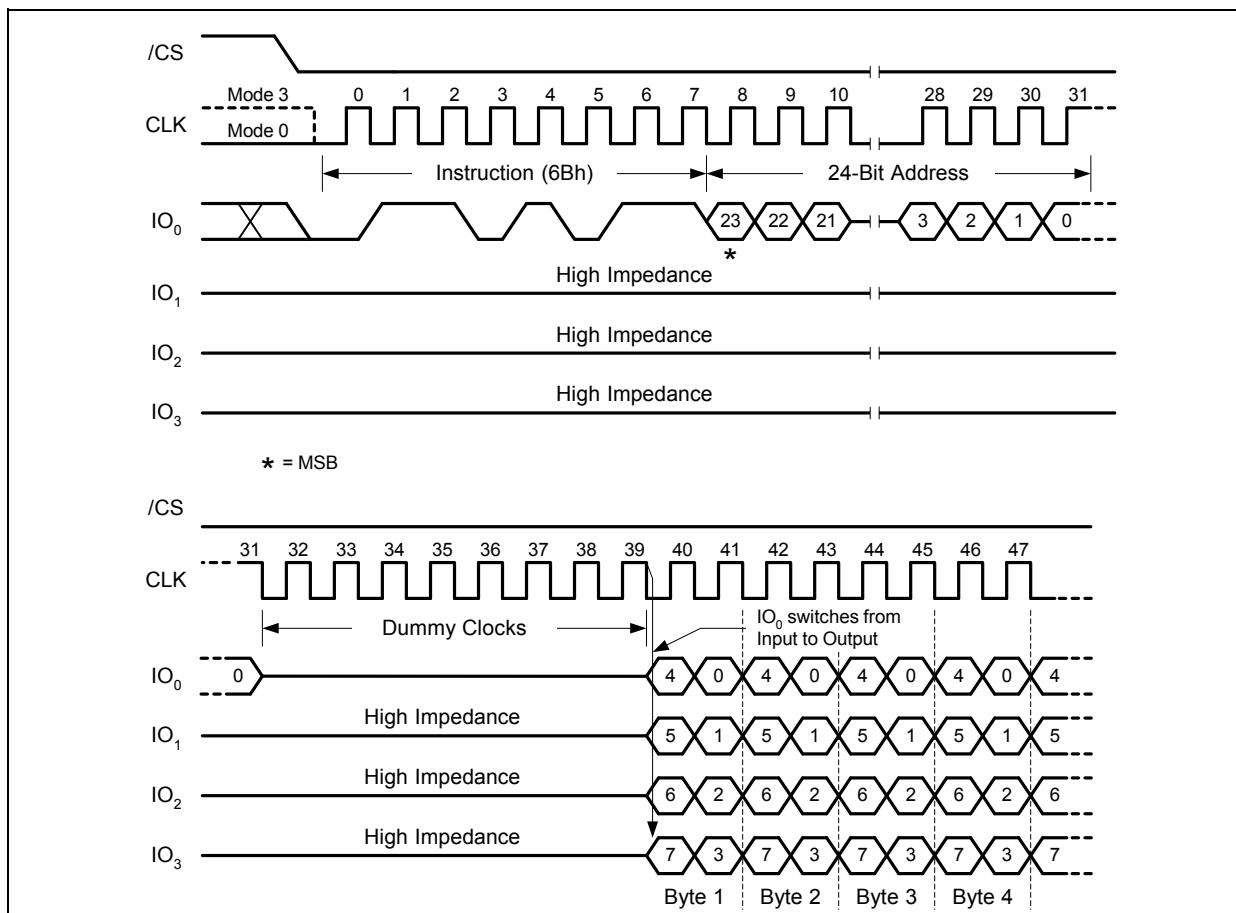 /CS
Mode 3 0 1 2 3 4 5 6 7 8 9 10 28 29 30 31
CLK
Mode 0
Instruction (6Bh) 24-Bit Address
IO0 23 22 21 3 2 1 0
*
High Impedance
IO1
High Impedance
IO2
High Impedance
IO3
* = MSB
/CS
31 32 33 34 35 36 37 38 39 40 41 42 43 44 45 46 47
CLK
IO0 switches from
Dummy Clocks Input to Output
IO0 0 4 0 4 0 4 0 4 0 4
High Impedance
IO1 5 1 5 1 5 1 5 1 5
High Impedance
IO2 6 2 6 2 6 2 6 2 6
High Impedance
IO3 7 3 7 3 7 3 7 3 7
Byte 1 Byte 2 Byte 3 Byte 4